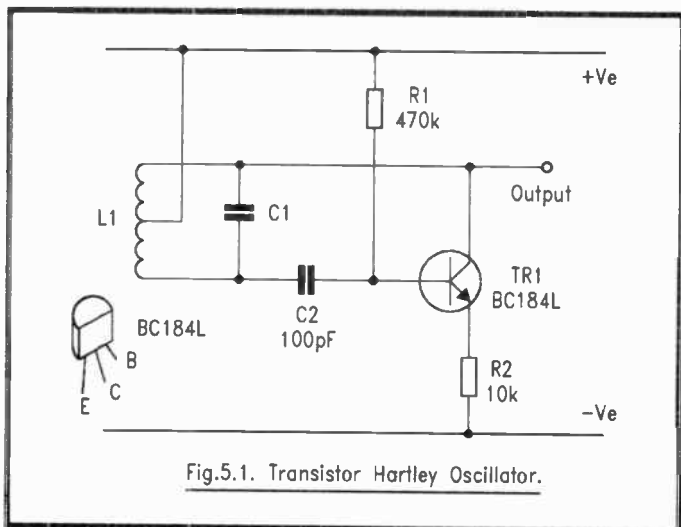 +Ve
R1
470k
Output
L1
C1
TR1
BC184L
C2
100pF
BC184L
B
C
E
R2
10k
-Ve
Fig.5.1. Transistor Hartley Oscillator.